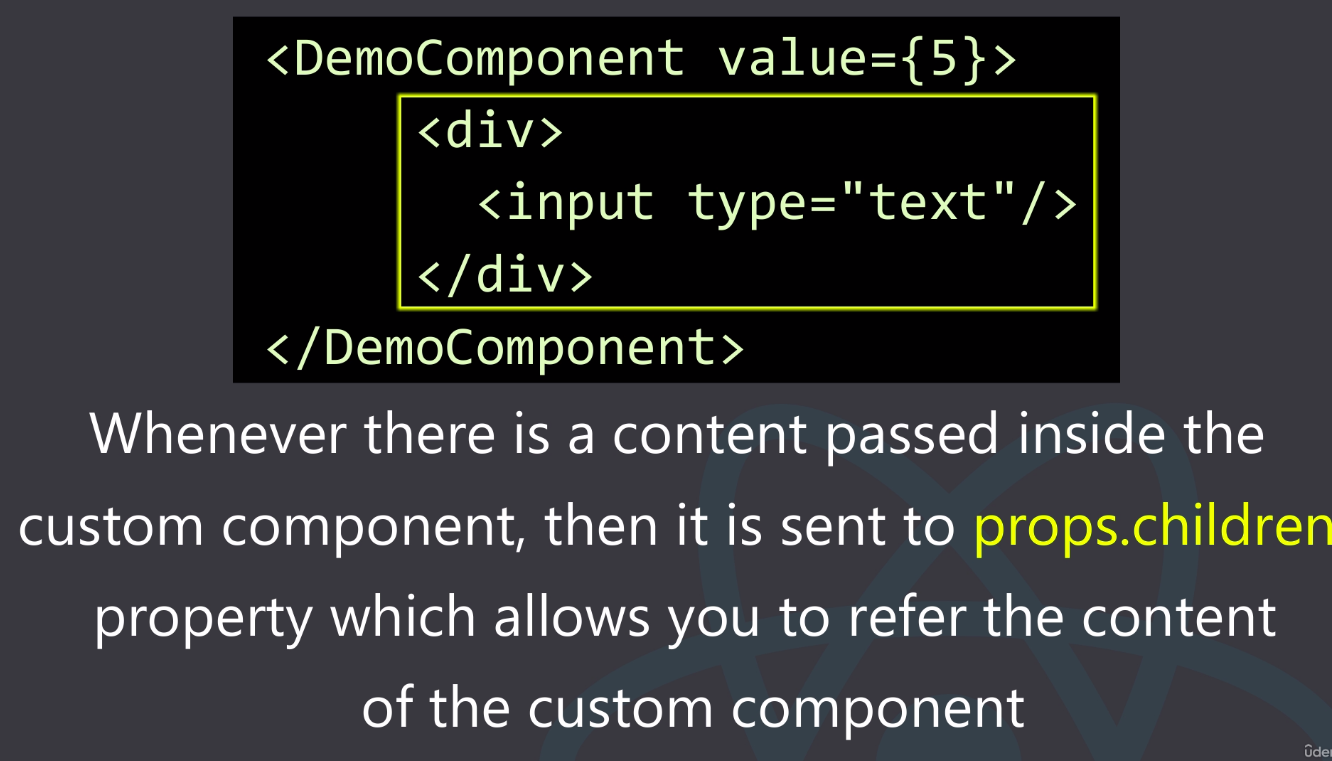 <DemoComponent value={5}>
<div>
<input type="text"/>
</div>
</DemoComponent>
Whenever there is a content passed inside the
custom component, then it is sent to props.children
property which allows you to refer the content
of the custom component